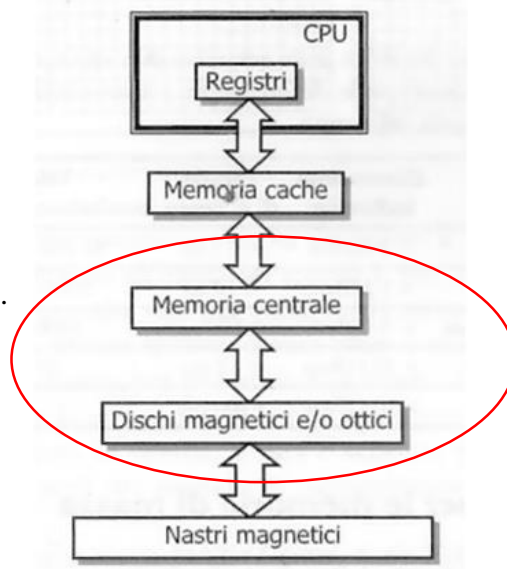 CPU
Registri
Memoria cache
Memoria centrale
.
Dischi magnetici e/o ottici
Nastri magnetici